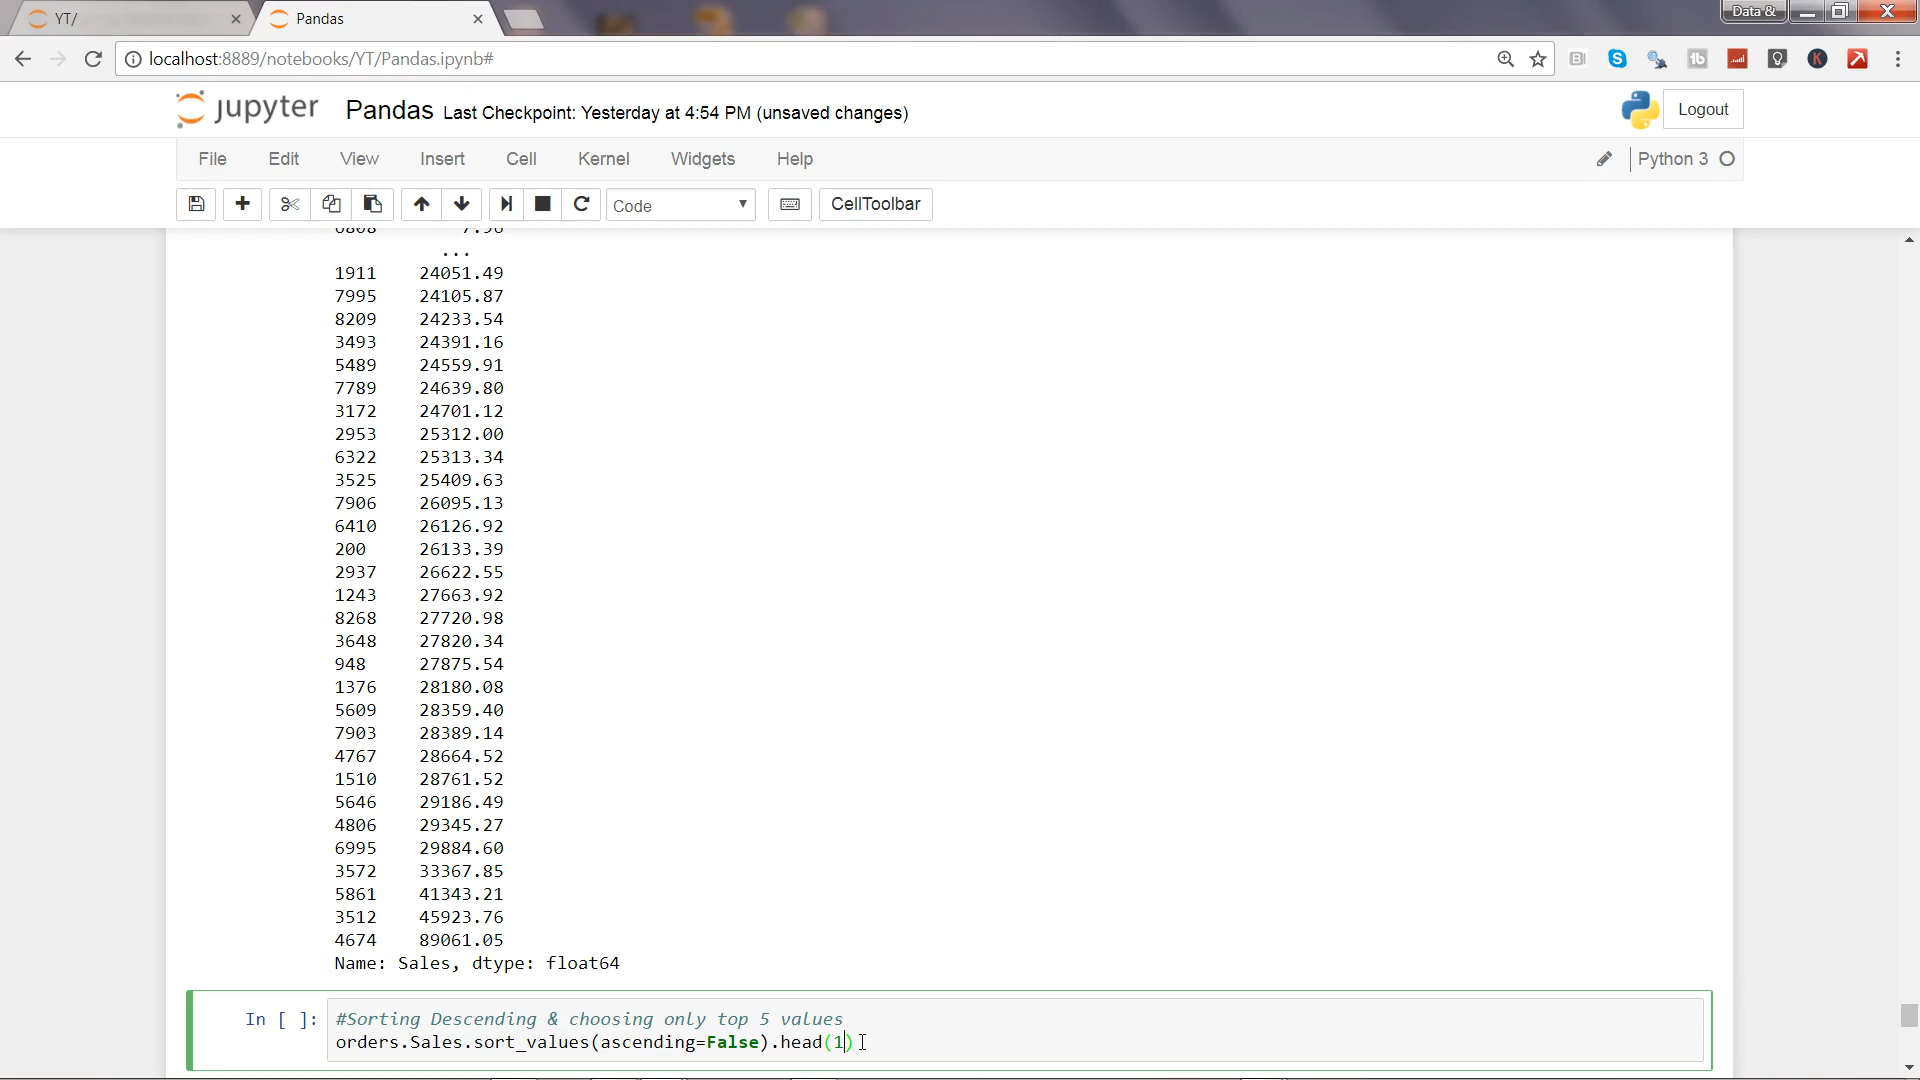 YT/
Pandas
Data &
localhost:8889/notebooks/YT/Pandas.ipynb#
jupyter Pandas Last Checkpoint: Yesterday at 4:54 PM (unsaved changes)
Logout
File Edit View Insert Cell Kernel Widgets Help
Python 3
Code
CellToolbar
6808 7.96
...
1911 24051.49
7995 24105.87
8209 24233.54
3493 24391.16
5489 24559.91
7789 24639.80
3172 24701.12
2953 25312.00
6322 25313.34
3525 25409.63
7906 26095.13
6410 26126.92
200 26133.39
2937 26622.55
1243 27663.92
8268 27720.98
3648 27820.34
948 27875.54
1376 28180.08
5609 28359.40
7903 28389.14
4767 28664.52
1510 28761.52
5646 29186.49
4806 29345.27
6995 29884.60
3572 33367.85
5861 41343.21
3512 45923.76
4674 89061.05
Name: Sales, dtype: float64
In [ ]: #Sorting Descending & choosing only top 5 values
orders.Sales.sort_values(ascending=False).head(1)